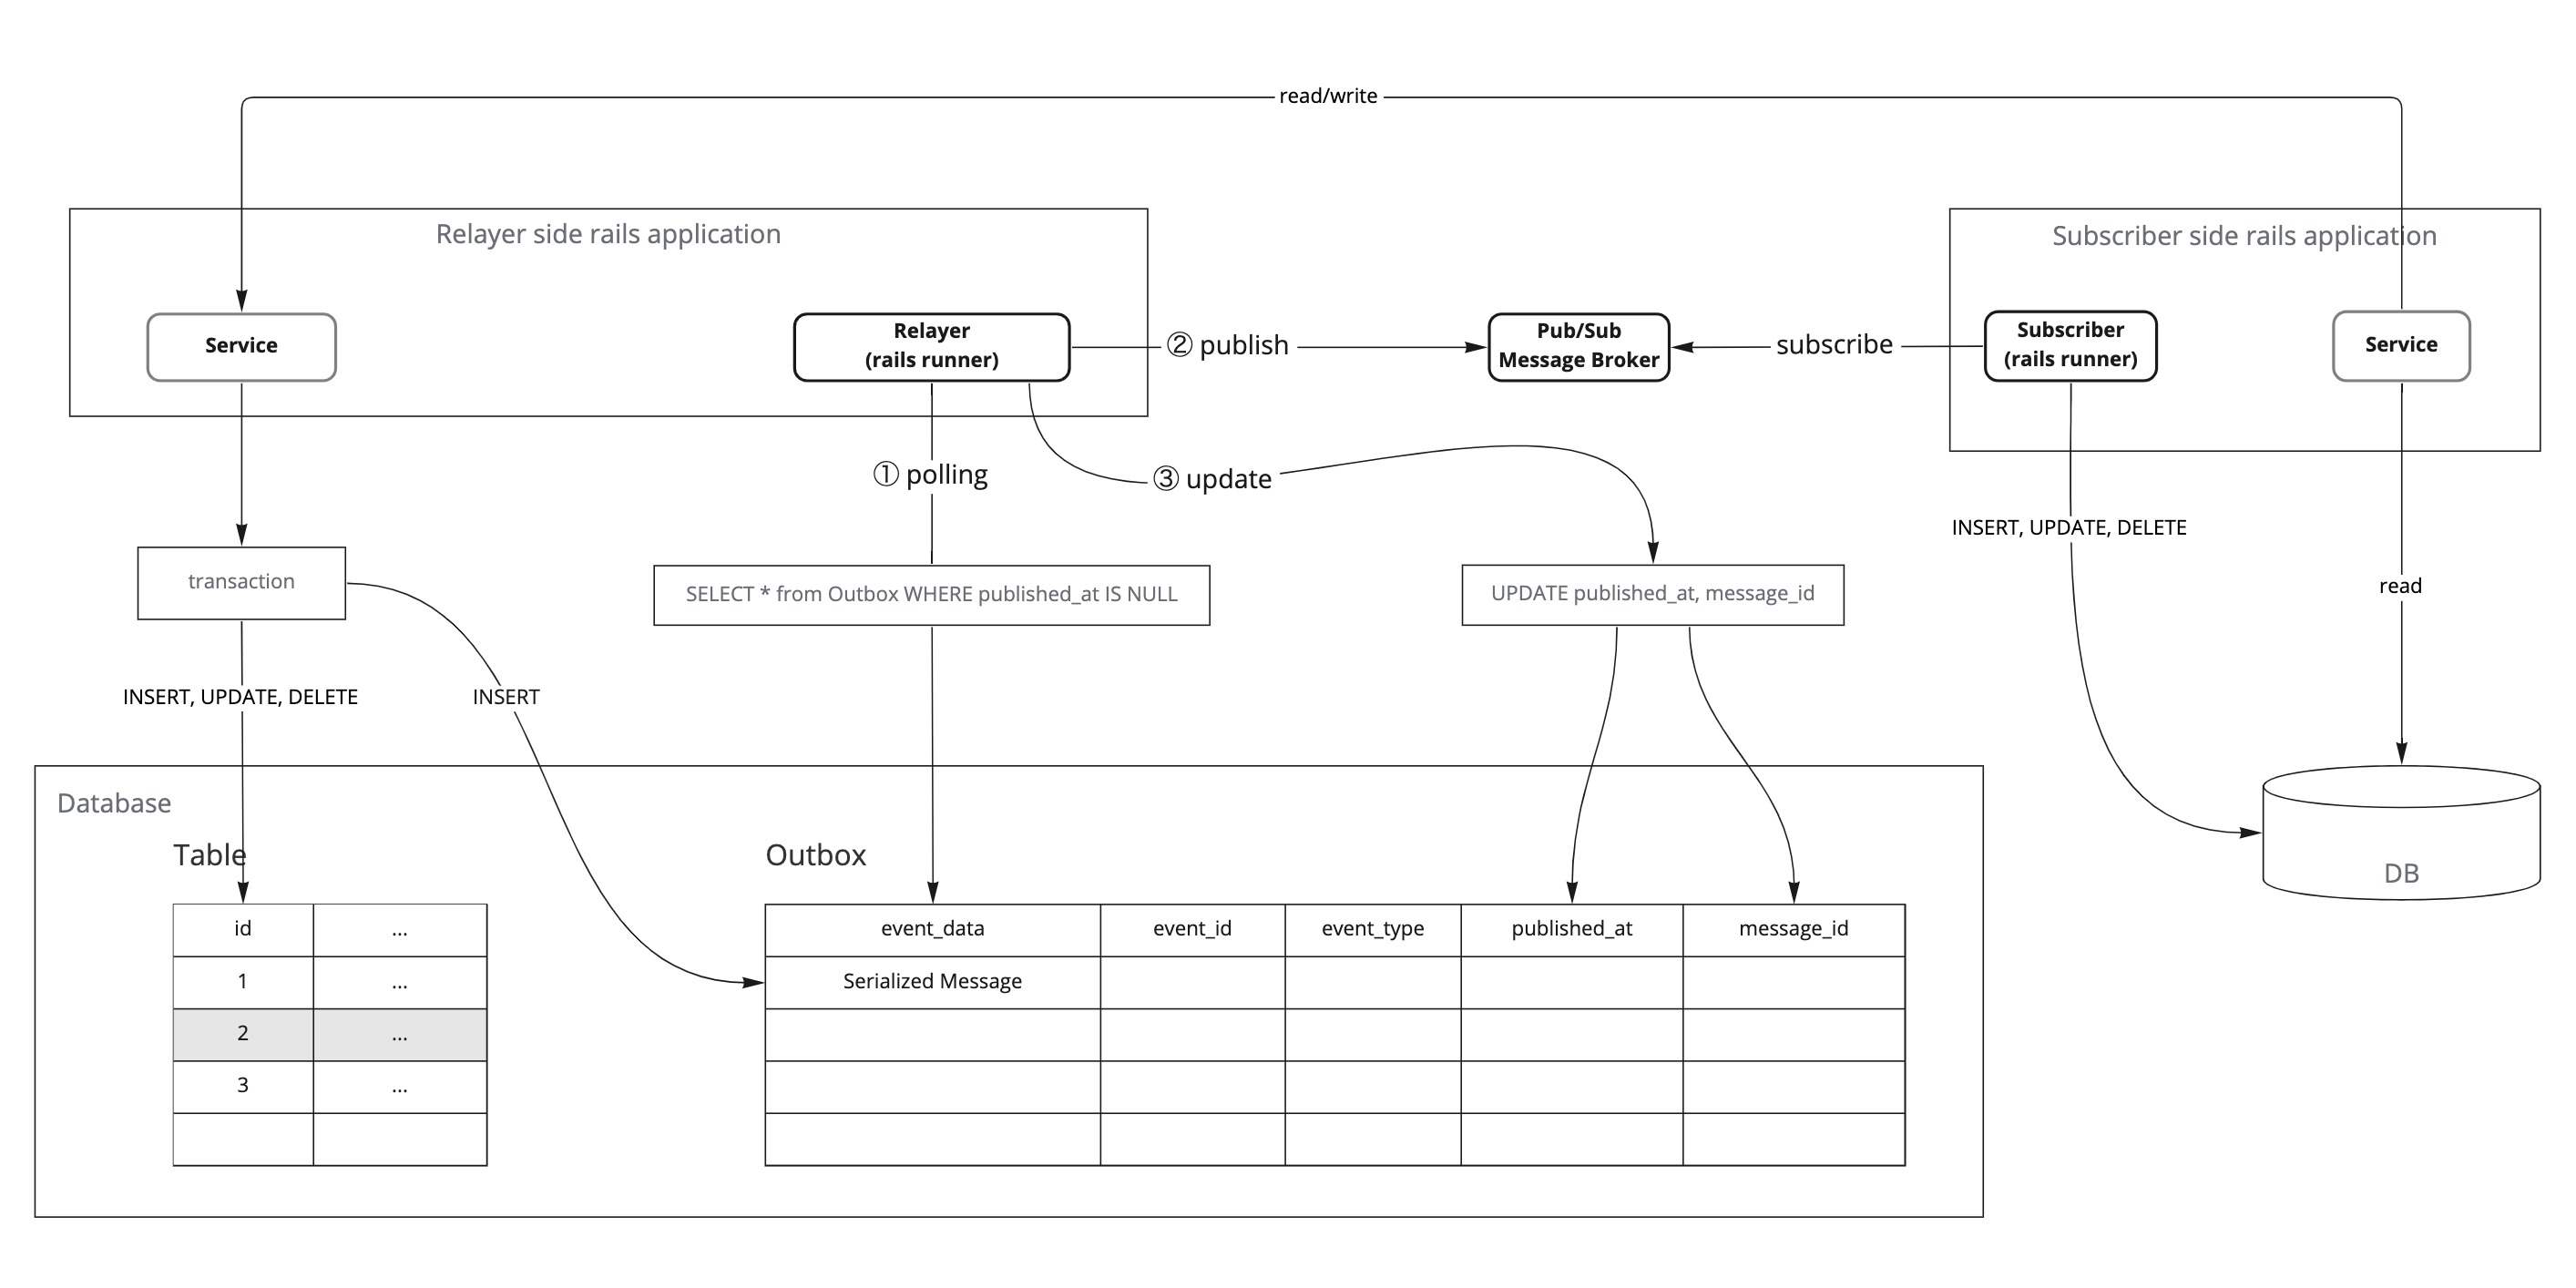 read/write
Relayer side rails application
Subscriber side rails application
Service
Relayer
(rails runner)
② publish
Pub/Sub
Message Broker
subscribe
Subscriber
(rails runner)
Service
① polling
③ update
INSERT, UPDATE, DELETE
transaction
SELECT * from Outbox WHERE published_at IS NULL
UPDATE published_at, message_id
read
INSERT, UPDATE, DELETE
INSERT
Database
Table
Outbox
DB
id ...
1 ...
2 ...
3 ...
event_data event_id event_type published_at message_id
Serialized Message